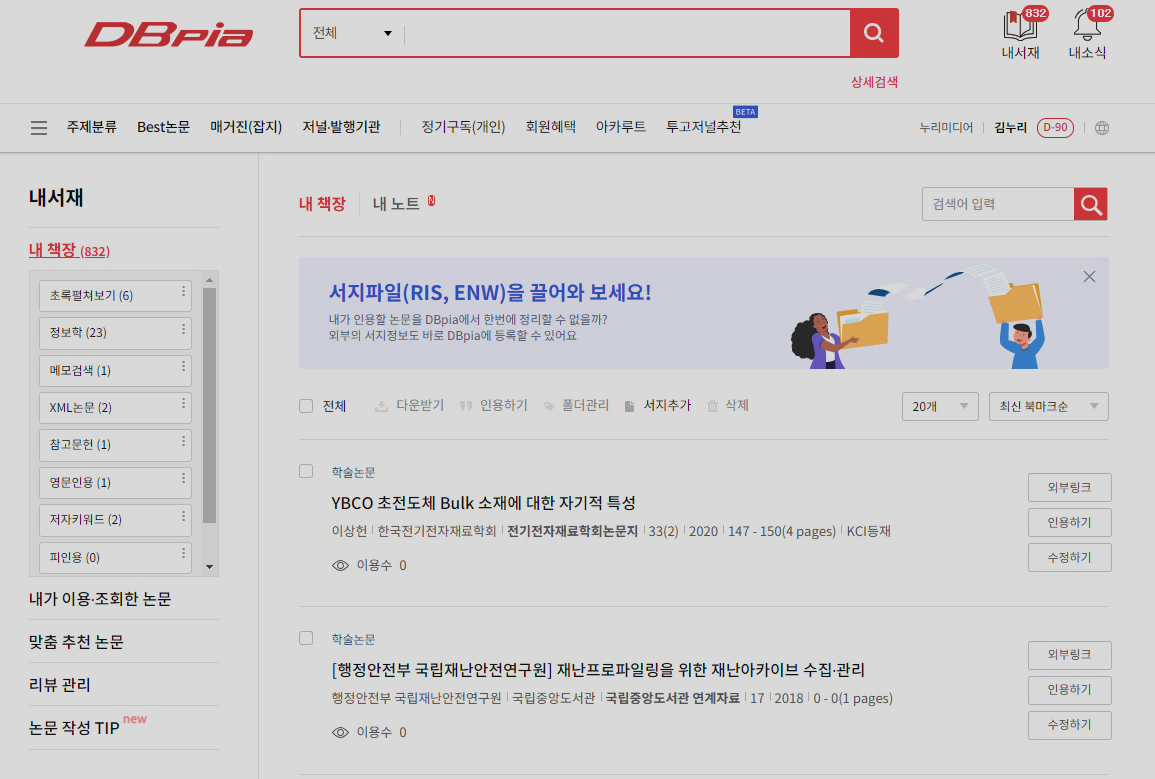 DBpia
전체
832
102
내서재
내소식
상세검색
주제분류 Best논문 매거진(잡지) 저널·발행기관 정기구독(개인) 회원혜택 아카루트 투고저널추천 BETA
누리미디어 김누리 D-90
내서재
내 책장 (832)
초록펼쳐보기 (6)
정보학 (23)
메모검색 (1)
XML논문 (2)
참고문헌 (1)
영문인용 (1)
저자키워드 (2)
피인용 (0)
내가 이용·조회한 논문
맞춤 추천 논문
리뷰 관리
논문 작성 TIP new
내 책장 내 노트 N
검색어 입력
서지파일(RIS, ENW)을 끌어와 보세요!
내가 인용할 논문을 DBpia에서 한번에 정리할 수 없을까?
외부의 서지정보도 바로 DBpia에 등록할 수 있어요
전체 다운받기 인용하기 폴더관리 서지추가 삭제 20개 최신 북마크순
학술논문
YBCO 초전도체 Bulk 소재에 대한 자기적 특성
이상헌 한국전기전자재료학회 전기전자재료학회논문지 33(2) 2020 147 - 150(4 pages) KCI등재
이용수 0
외부링크
인용하기
수정하기
학술논문
[행정안전부 국립재난안전연구원] 재난프로파일링을 위한 재난아카이브 수집·관리
행정안전부 국립재난안전연구원 국립중앙도서관 국립중앙도서관 연계자료 17 2018 0 - 0(1 pages)
이용수 0
외부링크
인용하기
수정하기